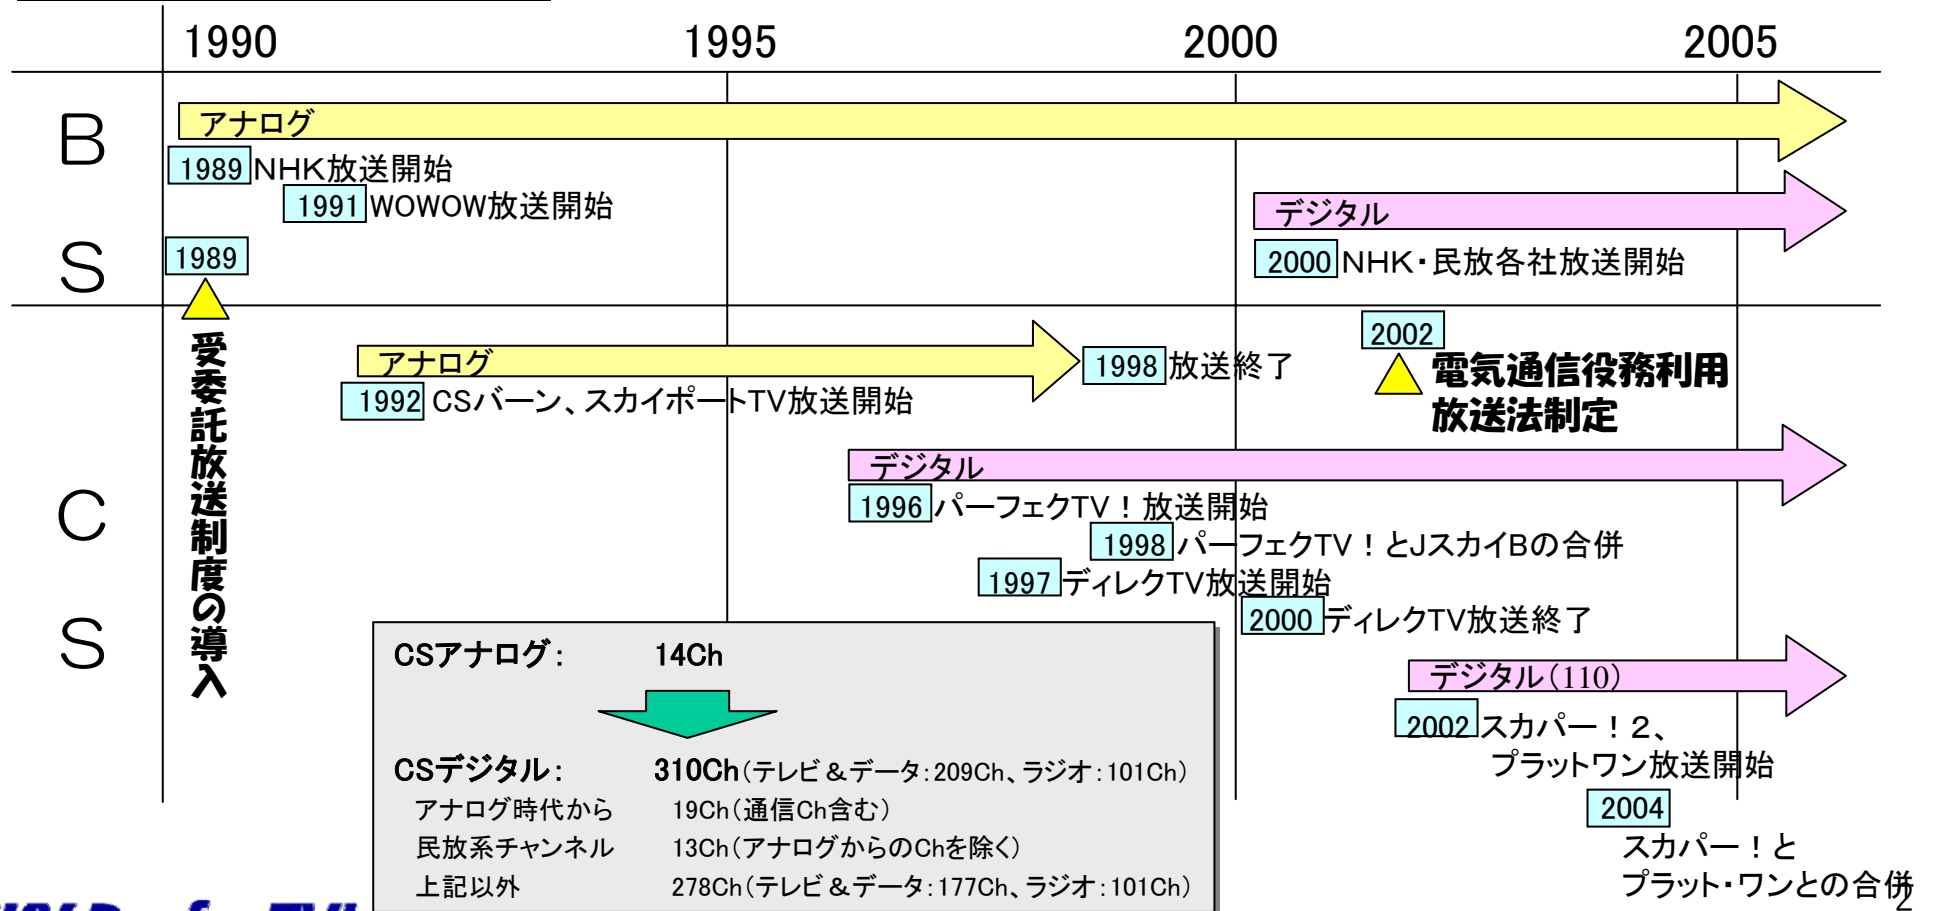 1990 1995 2000 2005
BS
アナログ
1989 NHK放送開始
1991 WOWOW放送開始
デジタル
2000 NHK・民放各社放送開始
1989
受委託放送制度の導入
CS
アナログ
1998 放送終了
1992 CSバーン、スカイポートTV放送開始
2002
電気通信役務利用
放送法制定
デジタル
1996 パーフェクTV!放送開始
1998 パーフェクTV!とJスカイBの合併
1997 ディレクTV放送開始
2000 ディレクTV放送終了
デジタル(110)
2002 スカパー!2、
プラットワン放送開始
2004
スカパー!と
プラット・ワンとの合併
CSアナログ: 14Ch
CSデジタル: 310Ch(テレビ&データ:209Ch、ラジオ:101Ch)
アナログ時代から 19Ch(通信Ch含む)
民放系チャンネル 13Ch(アナログからのChを除く)
上記以外 278Ch(テレビ&データ:177Ch、ラジオ:101Ch)
2